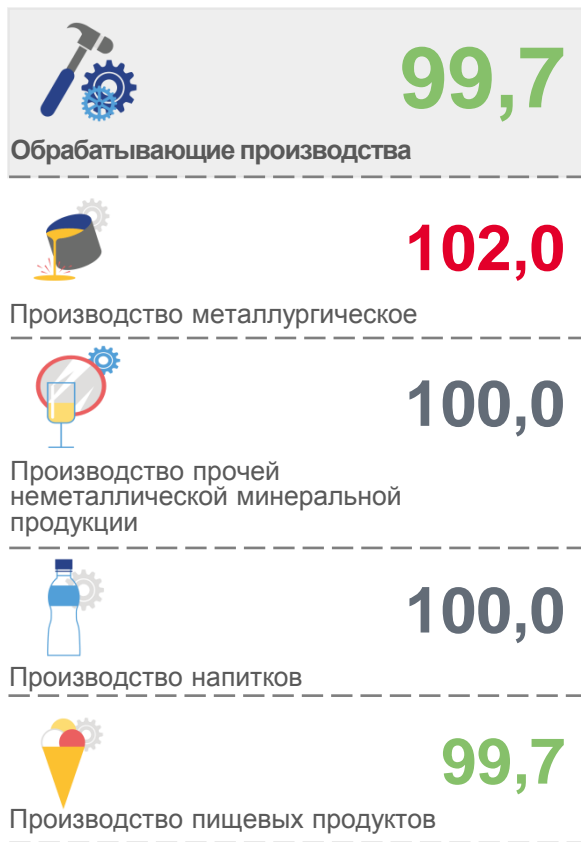 99,7
Обрабатывающие производства
102,0
Производство металлургическое
100,0
Производство прочей
неметаллической минеральной
продукции
100,0
Производство напитков
99,7
Производство пищевых продуктов